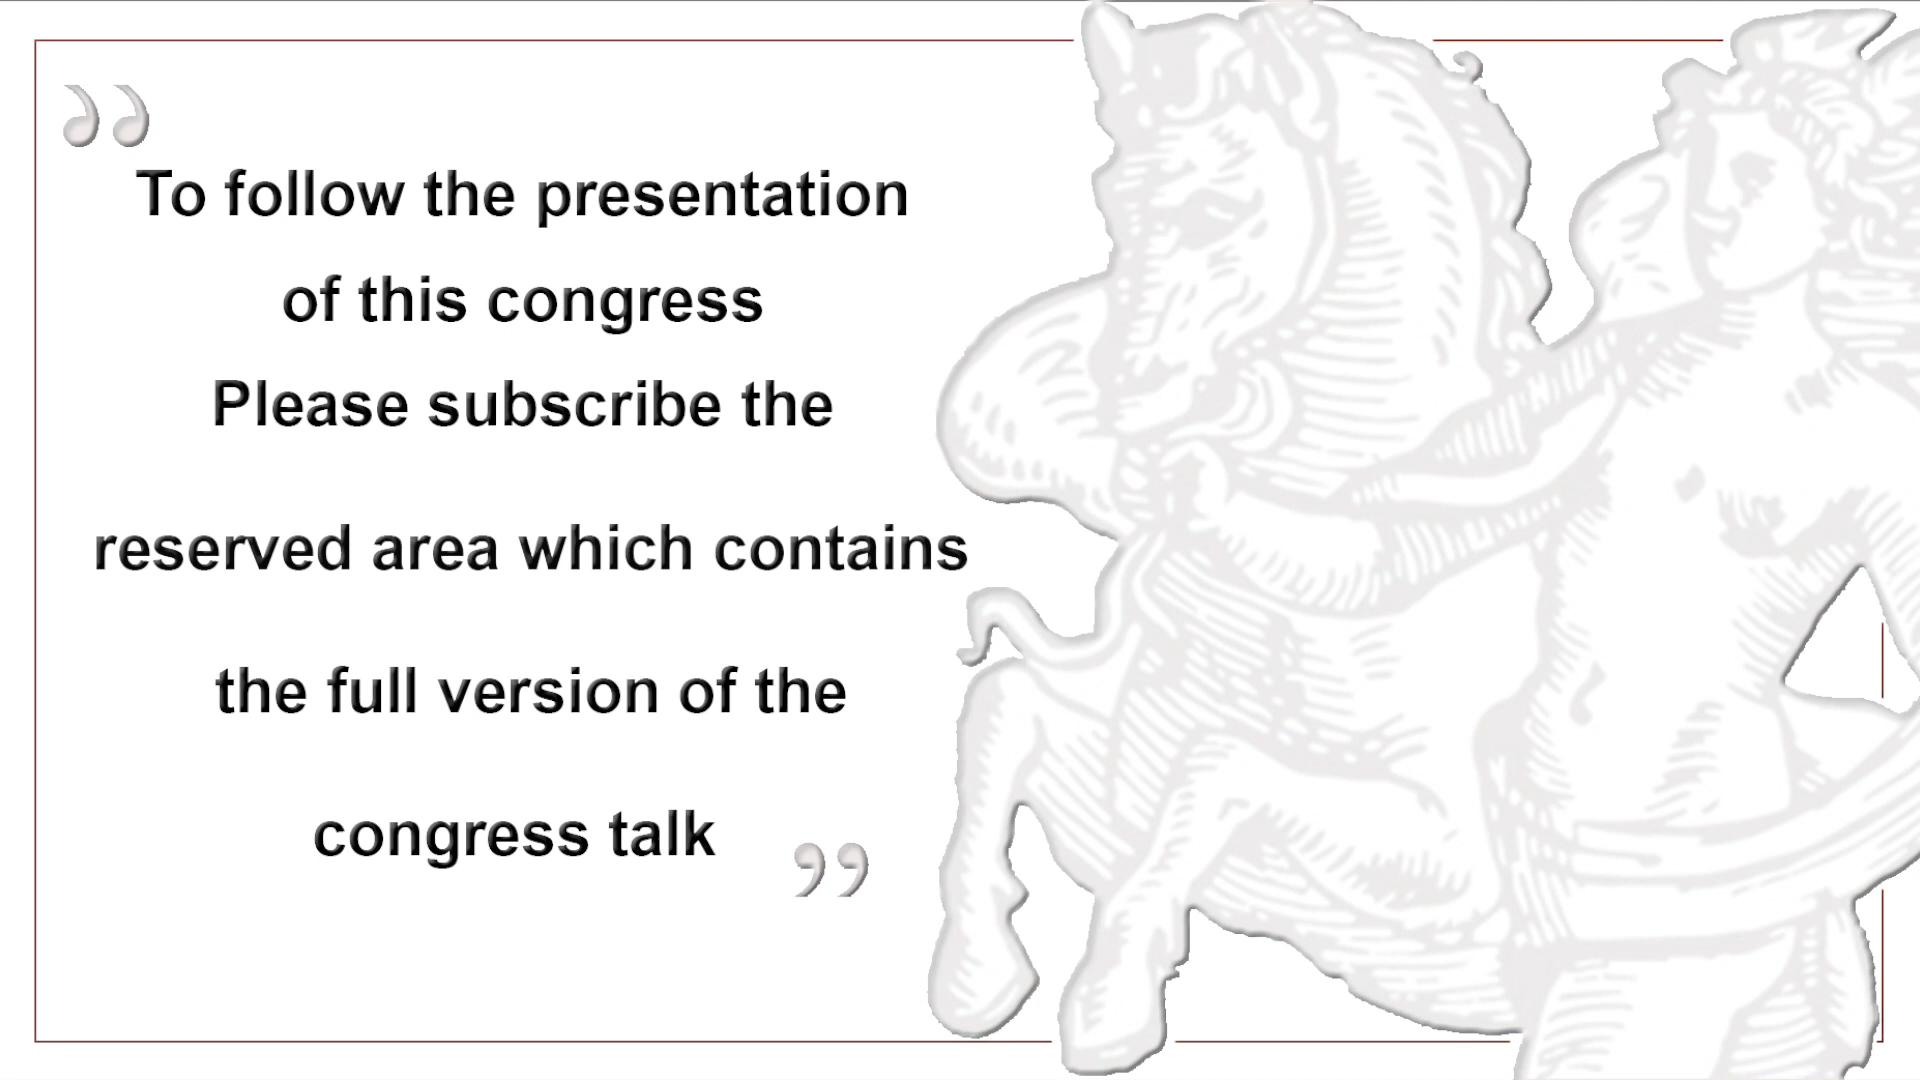 ”
To follow the presentation
of this congress
Please subscribe the
reserved area which contains
the full version of the
congress talk ”